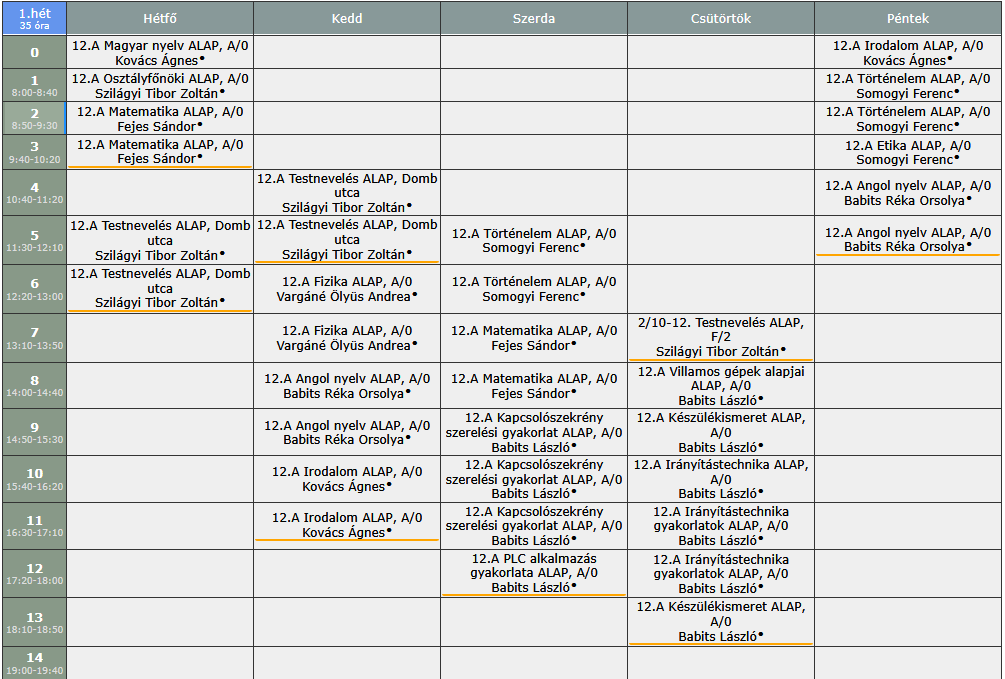 1.hét
35 óra
Hétfő
Kedd
Szerda
Csütörtök
Péntek
0
12.A Magyar nyelv ALAP, A/0
Kovács Ágnes•
12.A Irodalom ALAP, A/0
Kovács Ágnes•
1
8:00-8:40
12.A Osztályfőnöki ALAP, A/0
Szilágyi Tibor Zoltán•
12.A Történelem ALAP, A/0
Somogyi Ferenc•
2
8:50-9:30
12.A Matematika ALAP, A/0
Fejes Sándor•
12.A Történelem ALAP, A/0
Somogyi Ferenc•
3
9:40-10:20
12.A Matematika ALAP, A/0
Fejes Sándor•
12.A Etika ALAP, A/0
Somogyi Ferenc•
4
10:40-11:20
12.A Testnevelés ALAP, Domb
utca
Szilágyi Tibor Zoltán•
12.A Angol nyelv ALAP, A/0
Babits Réka Orsolya•
5
11:30-12:10
12.A Testnevelés ALAP, Domb
utca
Szilágyi Tibor Zoltán•
12.A Testnevelés ALAP, Domb
utca
Szilágyi Tibor Zoltán•
12.A Történelem ALAP, A/0
Somogyi Ferenc•
12.A Angol nyelv ALAP, A/0
Babits Réka Orsolya•
6
12:20-13:00
12.A Testnevelés ALAP, Domb
utca
Szilágyi Tibor Zoltán•
12.A Fizika ALAP, A/0
Vargáné Ölyüs Andrea•
12.A Történelem ALAP, A/0
Somogyi Ferenc•
7
13:10-13:50
12.A Fizika ALAP, A/0
Vargáné Ölyüs Andrea•
12.A Matematika ALAP, A/0
Fejes Sándor•
2/10-12. Testnevelés ALAP,
F/2
Szilágyi Tibor Zoltán•
8
14:00-14:40
12.A Angol nyelv ALAP, A/0
Babits Réka Orsolya•
12.A Matematika ALAP, A/0
Fejes Sándor•
12.A Villamos gépek alapjai
ALAP, A/0
Babits László•
9
14:50-15:30
12.A Angol nyelv ALAP, A/0
Babits Réka Orsolya•
12.A Kapcsolószekrény
szerelési gyakorlat ALAP, A/0
Babits László•
12.A Készülékismeret ALAP,
A/0
Babits László•
10
15:40-16:20
12.A Irodalom ALAP, A/0
Kovács Ágnes•
12.A Kapcsolószekrény
szerelési gyakorlat ALAP, A/0
Babits László•
12.A Irányítástechnika ALAP,
A/0
Babits László•
11
16:30-17:10
12.A Irodalom ALAP, A/0
Kovács Ágnes•
12.A Kapcsolószekrény
szerelési gyakorlat ALAP, A/0
Babits László•
12.A Irányítástechnika
gyakorlatok ALAP, A/0
Babits László•
12
17:20-18:00
12.A PLC alkalmazás
gyakorlata ALAP, A/0
Babits László•
12.A Irányítástechnika
gyakorlatok ALAP, A/0
Babits László•
13
18:10-18:50
12.A Készülékismeret ALAP,
A/0
Babits László•
14
19:00-19:40